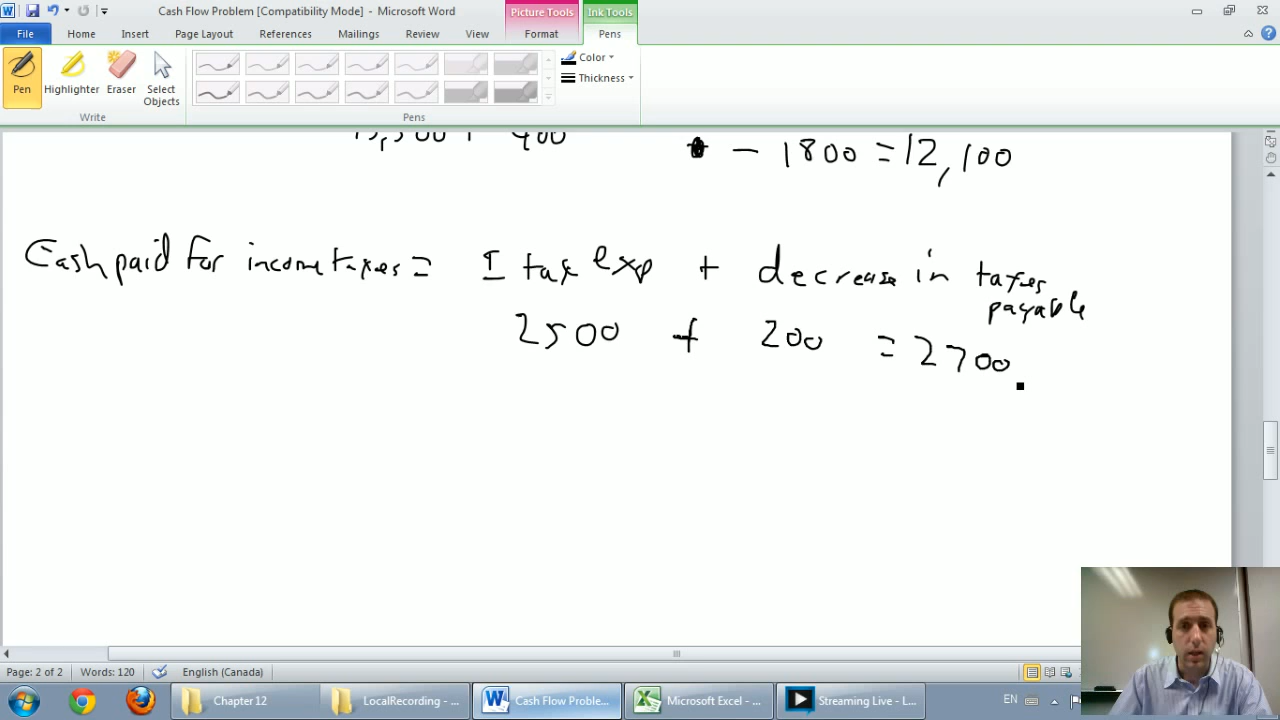 Cash Flow Problem [Compatibility Mode] - Microsoft Word
Picture Tools
Ink Tools
File
Home
Insert
Page Layout
References
Mailings
Review
View
Format
Pens
Pen
Highlighter
Eraser
Select Objects
Color
Thickness
Write
Pens
- 1800 = 12,100
Cash paid for income taxes = I tax exp + decrease in taxes
payable
2500 + 200 = 2700
Page: 2 of 2
Words: 120
English (Canada)
Chapter 12
LocalRecording - ...
Cash Flow Proble...
Microsoft Excel - ...
Streaming Live - L...
EN